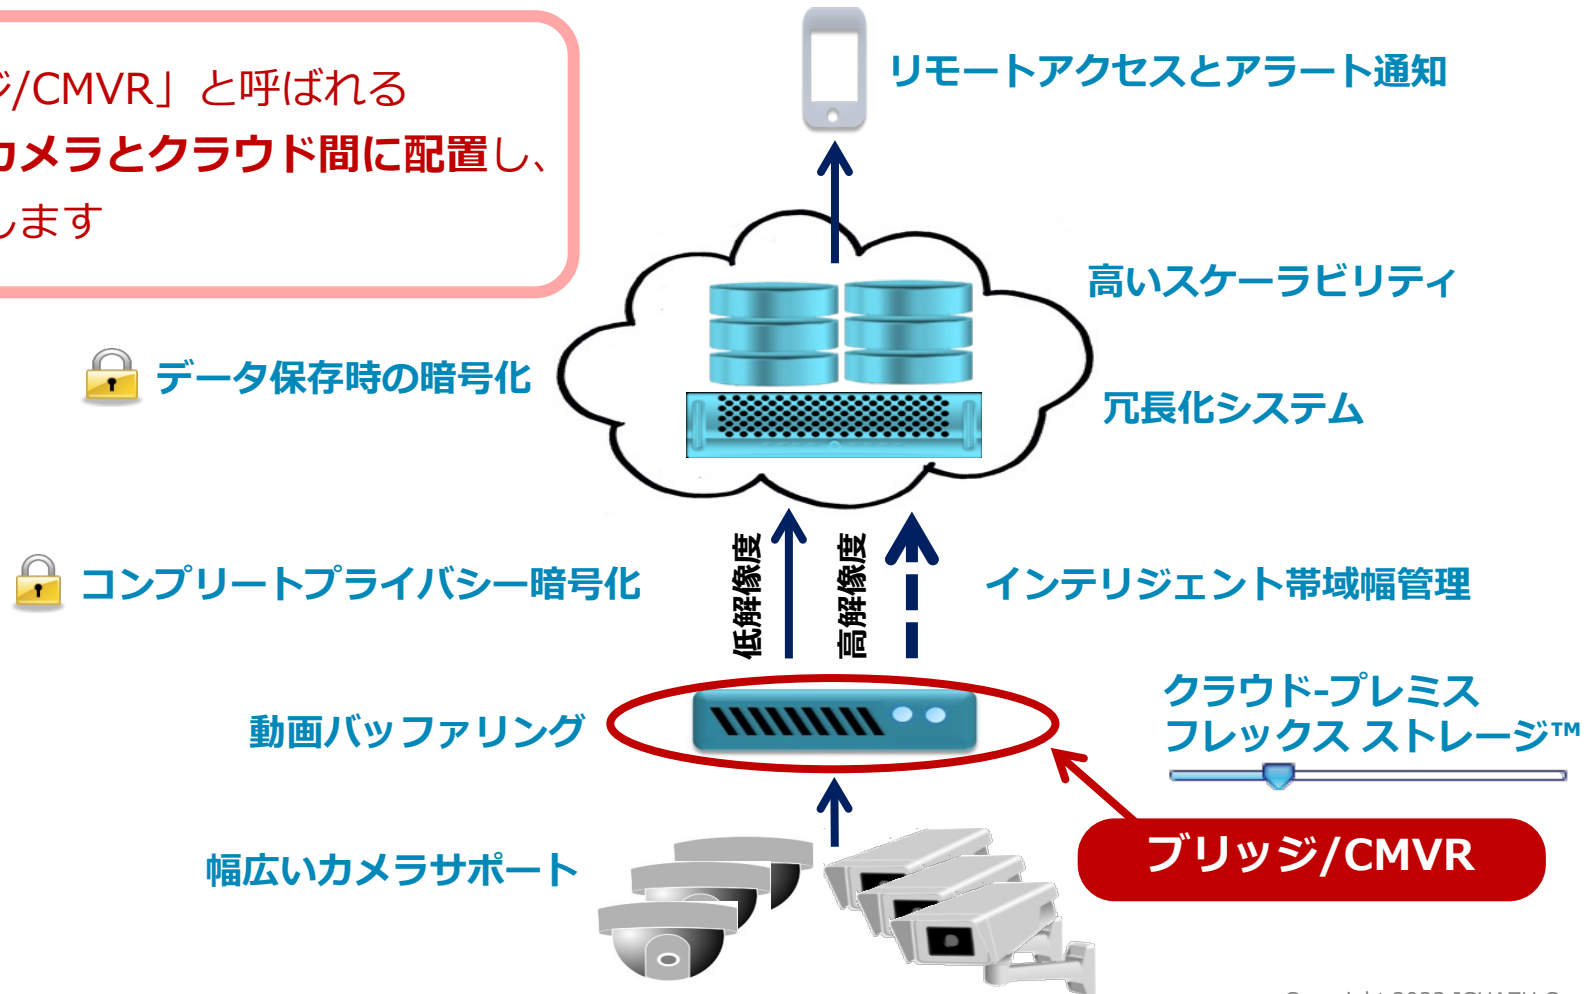 /CMVR」と呼ばれる
カメラとクラウド間に配置し、
します
リモートアクセスとアラート通知
高いスケーラビリティ
データ保存時の暗号化
冗長化システム
コンプリートプライバシー暗号化
低解像度
高解像度
インテリジェント帯域幅管理
動画バッファリング
クラウド-プレミス
フレックス ストレージ™
幅広いカメラサポート
ブリッジ/CMVR